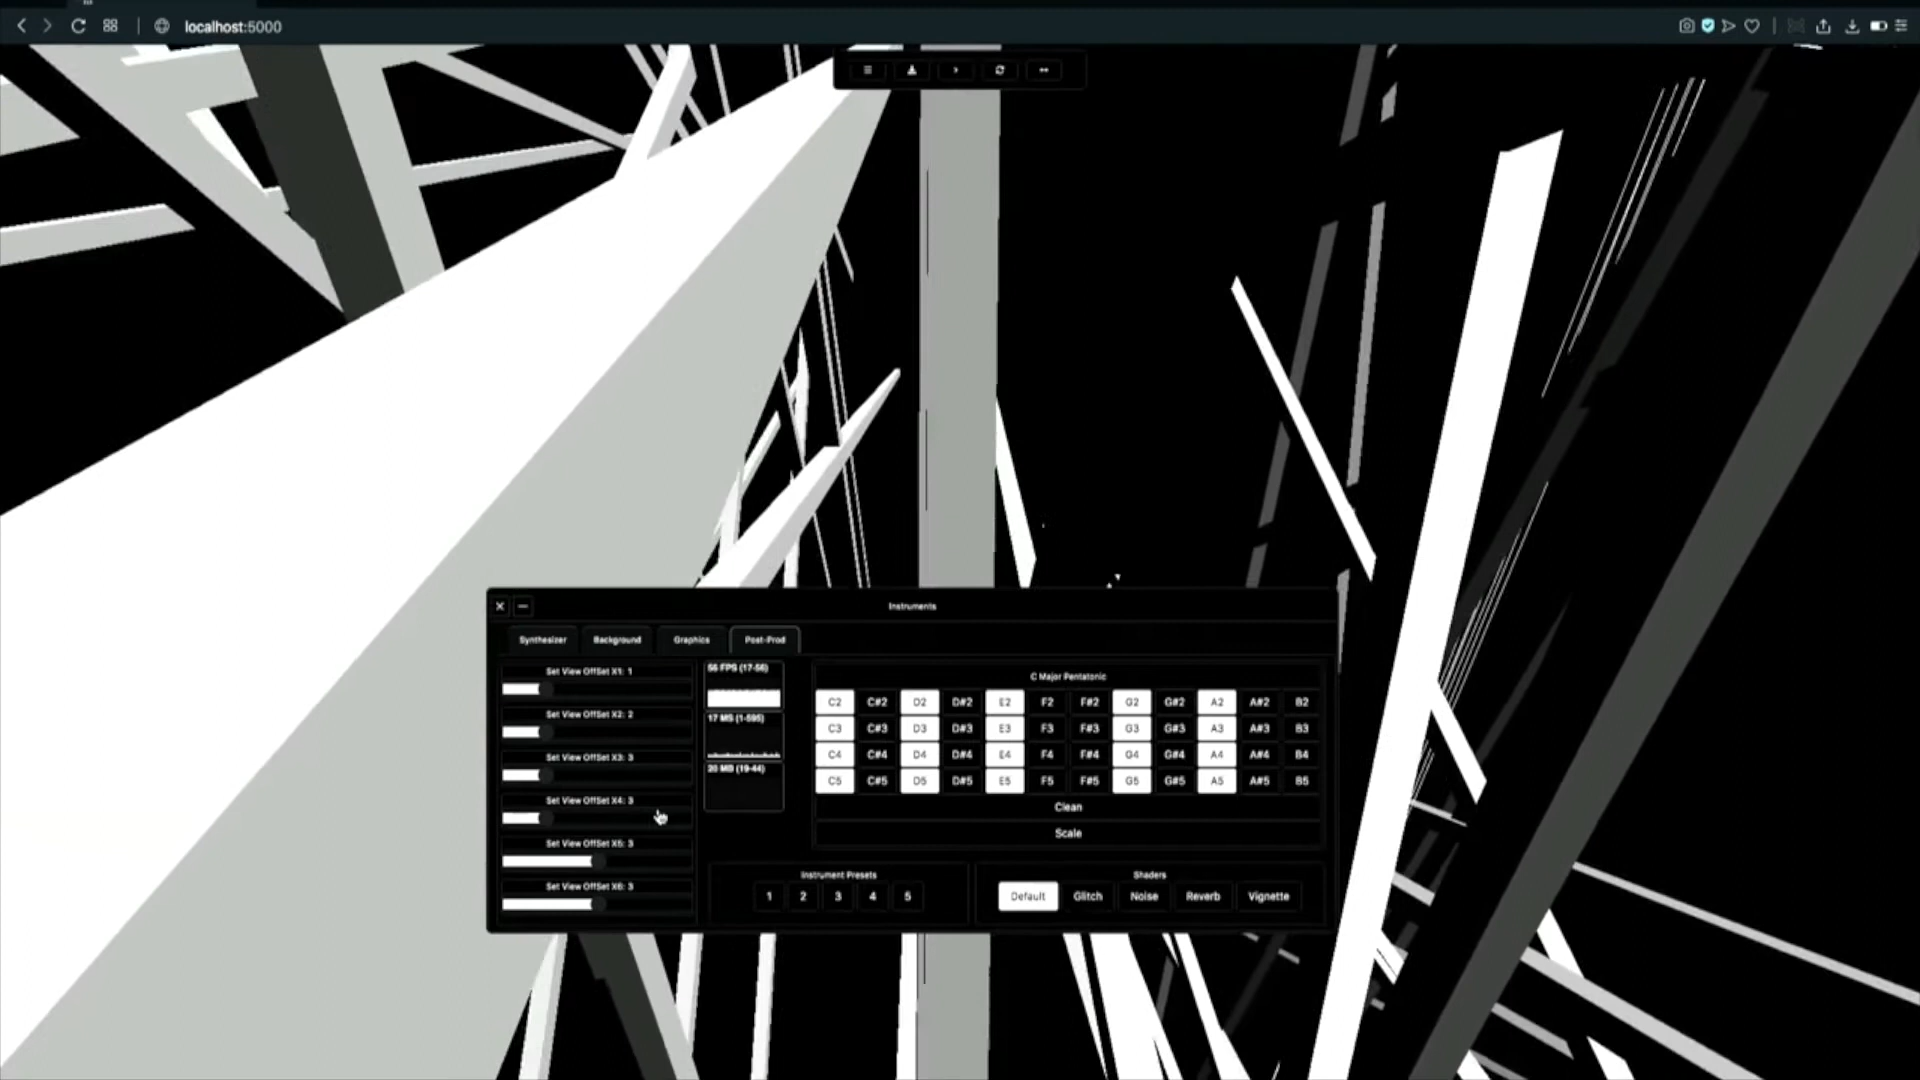 localhost:5000
Instruments
Synthesizer Background Graphics Post-Prod
Set View OffSet X1: 1
Set View OffSet X2: 2
Set View OffSet X3: 3
Set View OffSet X4: 3
Set View OffSet X5: 3
Set View OffSet X6: 3
56 FPS (17-56)
17 MS (1-595)
20 MB (19-44)
C Major Pentatonic
C2 C#2 D2 D#2 E2 F2 F#2 G2 G#2 A2 A#2 B2
C3 C#3 D3 D#3 E3 F3 F#3 G3 G#3 A3 A#3 B3
C4 C#4 D4 D#4 E4 F4 F#4 G4 G#4 A4 A#4 B4
C5 C#5 D5 D#5 E5 F5 F#5 G5 G#5 A5 A#5 B5
Clean
Scale
Instrument Presets
1 2 3 4 5
Shaders
Default Glitch Noise Reverb Vignette